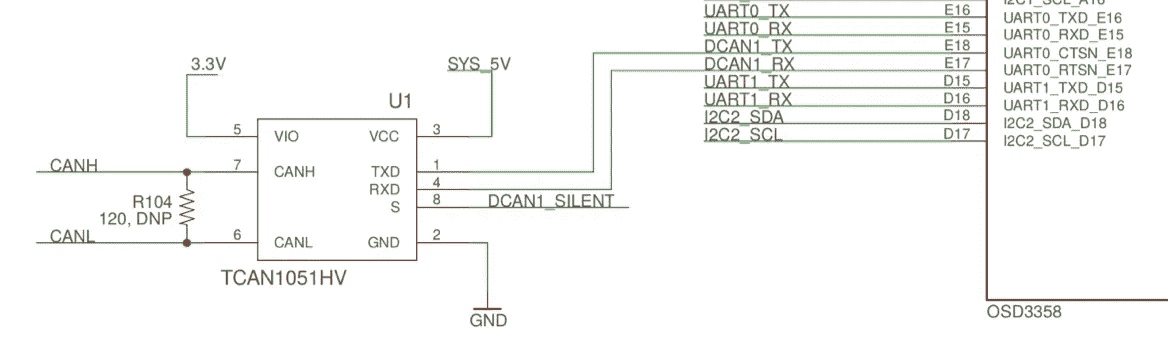 I2C1_SCL_A16
UART0_TX E16 UART0_TXD_E16
UART0_RX E15 UART0_RXD_E15
DCAN1_TX E18 UART0_CTSN_E18
DCAN1_RX E17 UART0_RTSN_E17
UART1_TX D15 UART1_TXD_D15
UART1_RX D16 UART1_RXD_D16
I2C2_SDA D18 I2C2_SDA_D18
I2C2_SCL D17 I2C2_SCL_D17
3.3V
SYS_5V
U1
5 VIO VCC 3
CANH 7 CANH TXD 1
RXD 4
R104
120, DNP
S 8 DCAN1_SILENT
CANL 6 CANL GND 2
TCAN1051HV
GND
OSD3358